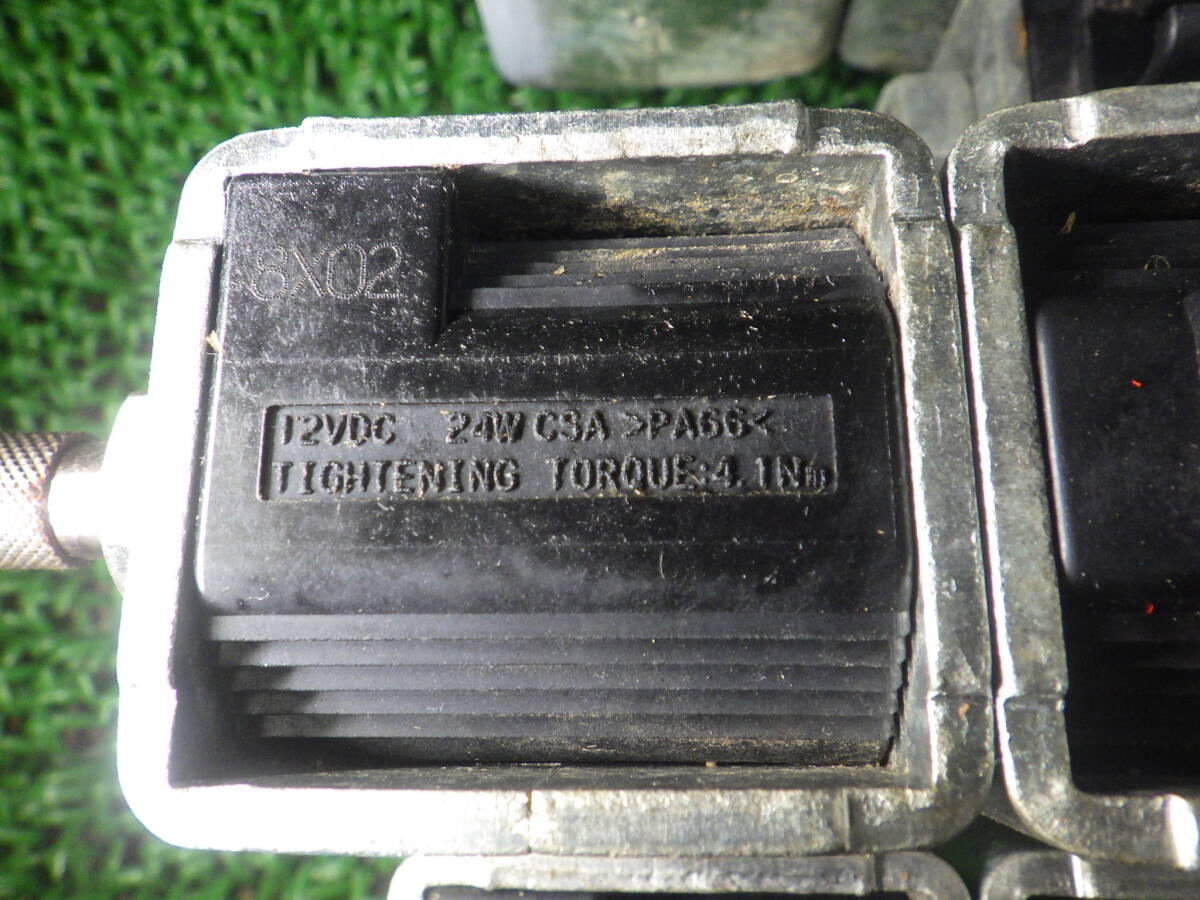 8X02
12VDC 24W CSA >PA66<
TIGHTENING TORQUE:4.1Nm